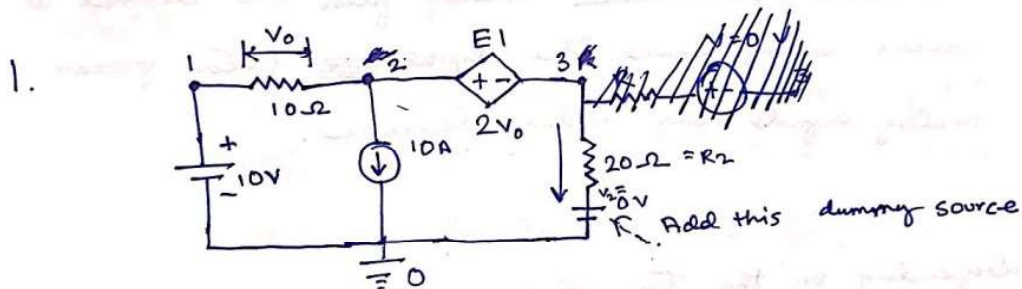 1.
V₀
E1
1
2
3
10Ω
+ -
2V₀
10A
+
10V
-
20Ω = R2
V₂=0V
Add this dummy source
0